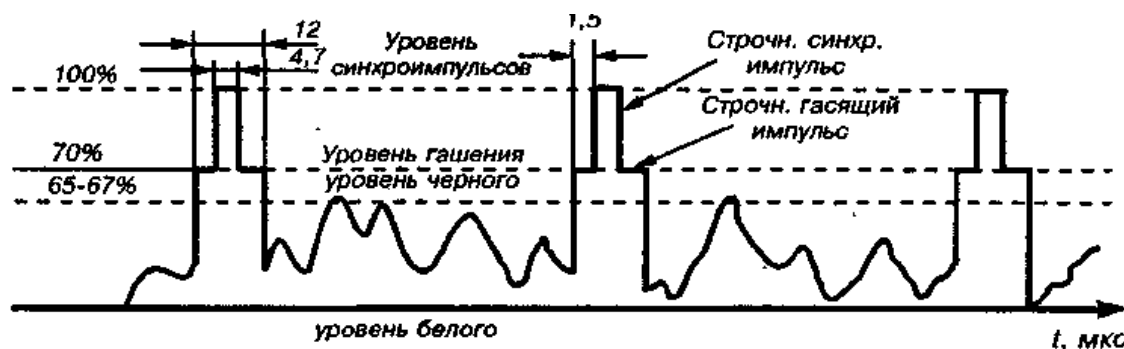 12
4,7
Уровень
синхроимпульсов
1,5
Строчн. синхр.
импульс
100%
Строчн. гасящий
импульс
70%
Уровень гашения
65-67%
уровень черного
уровень белого
t, мкс